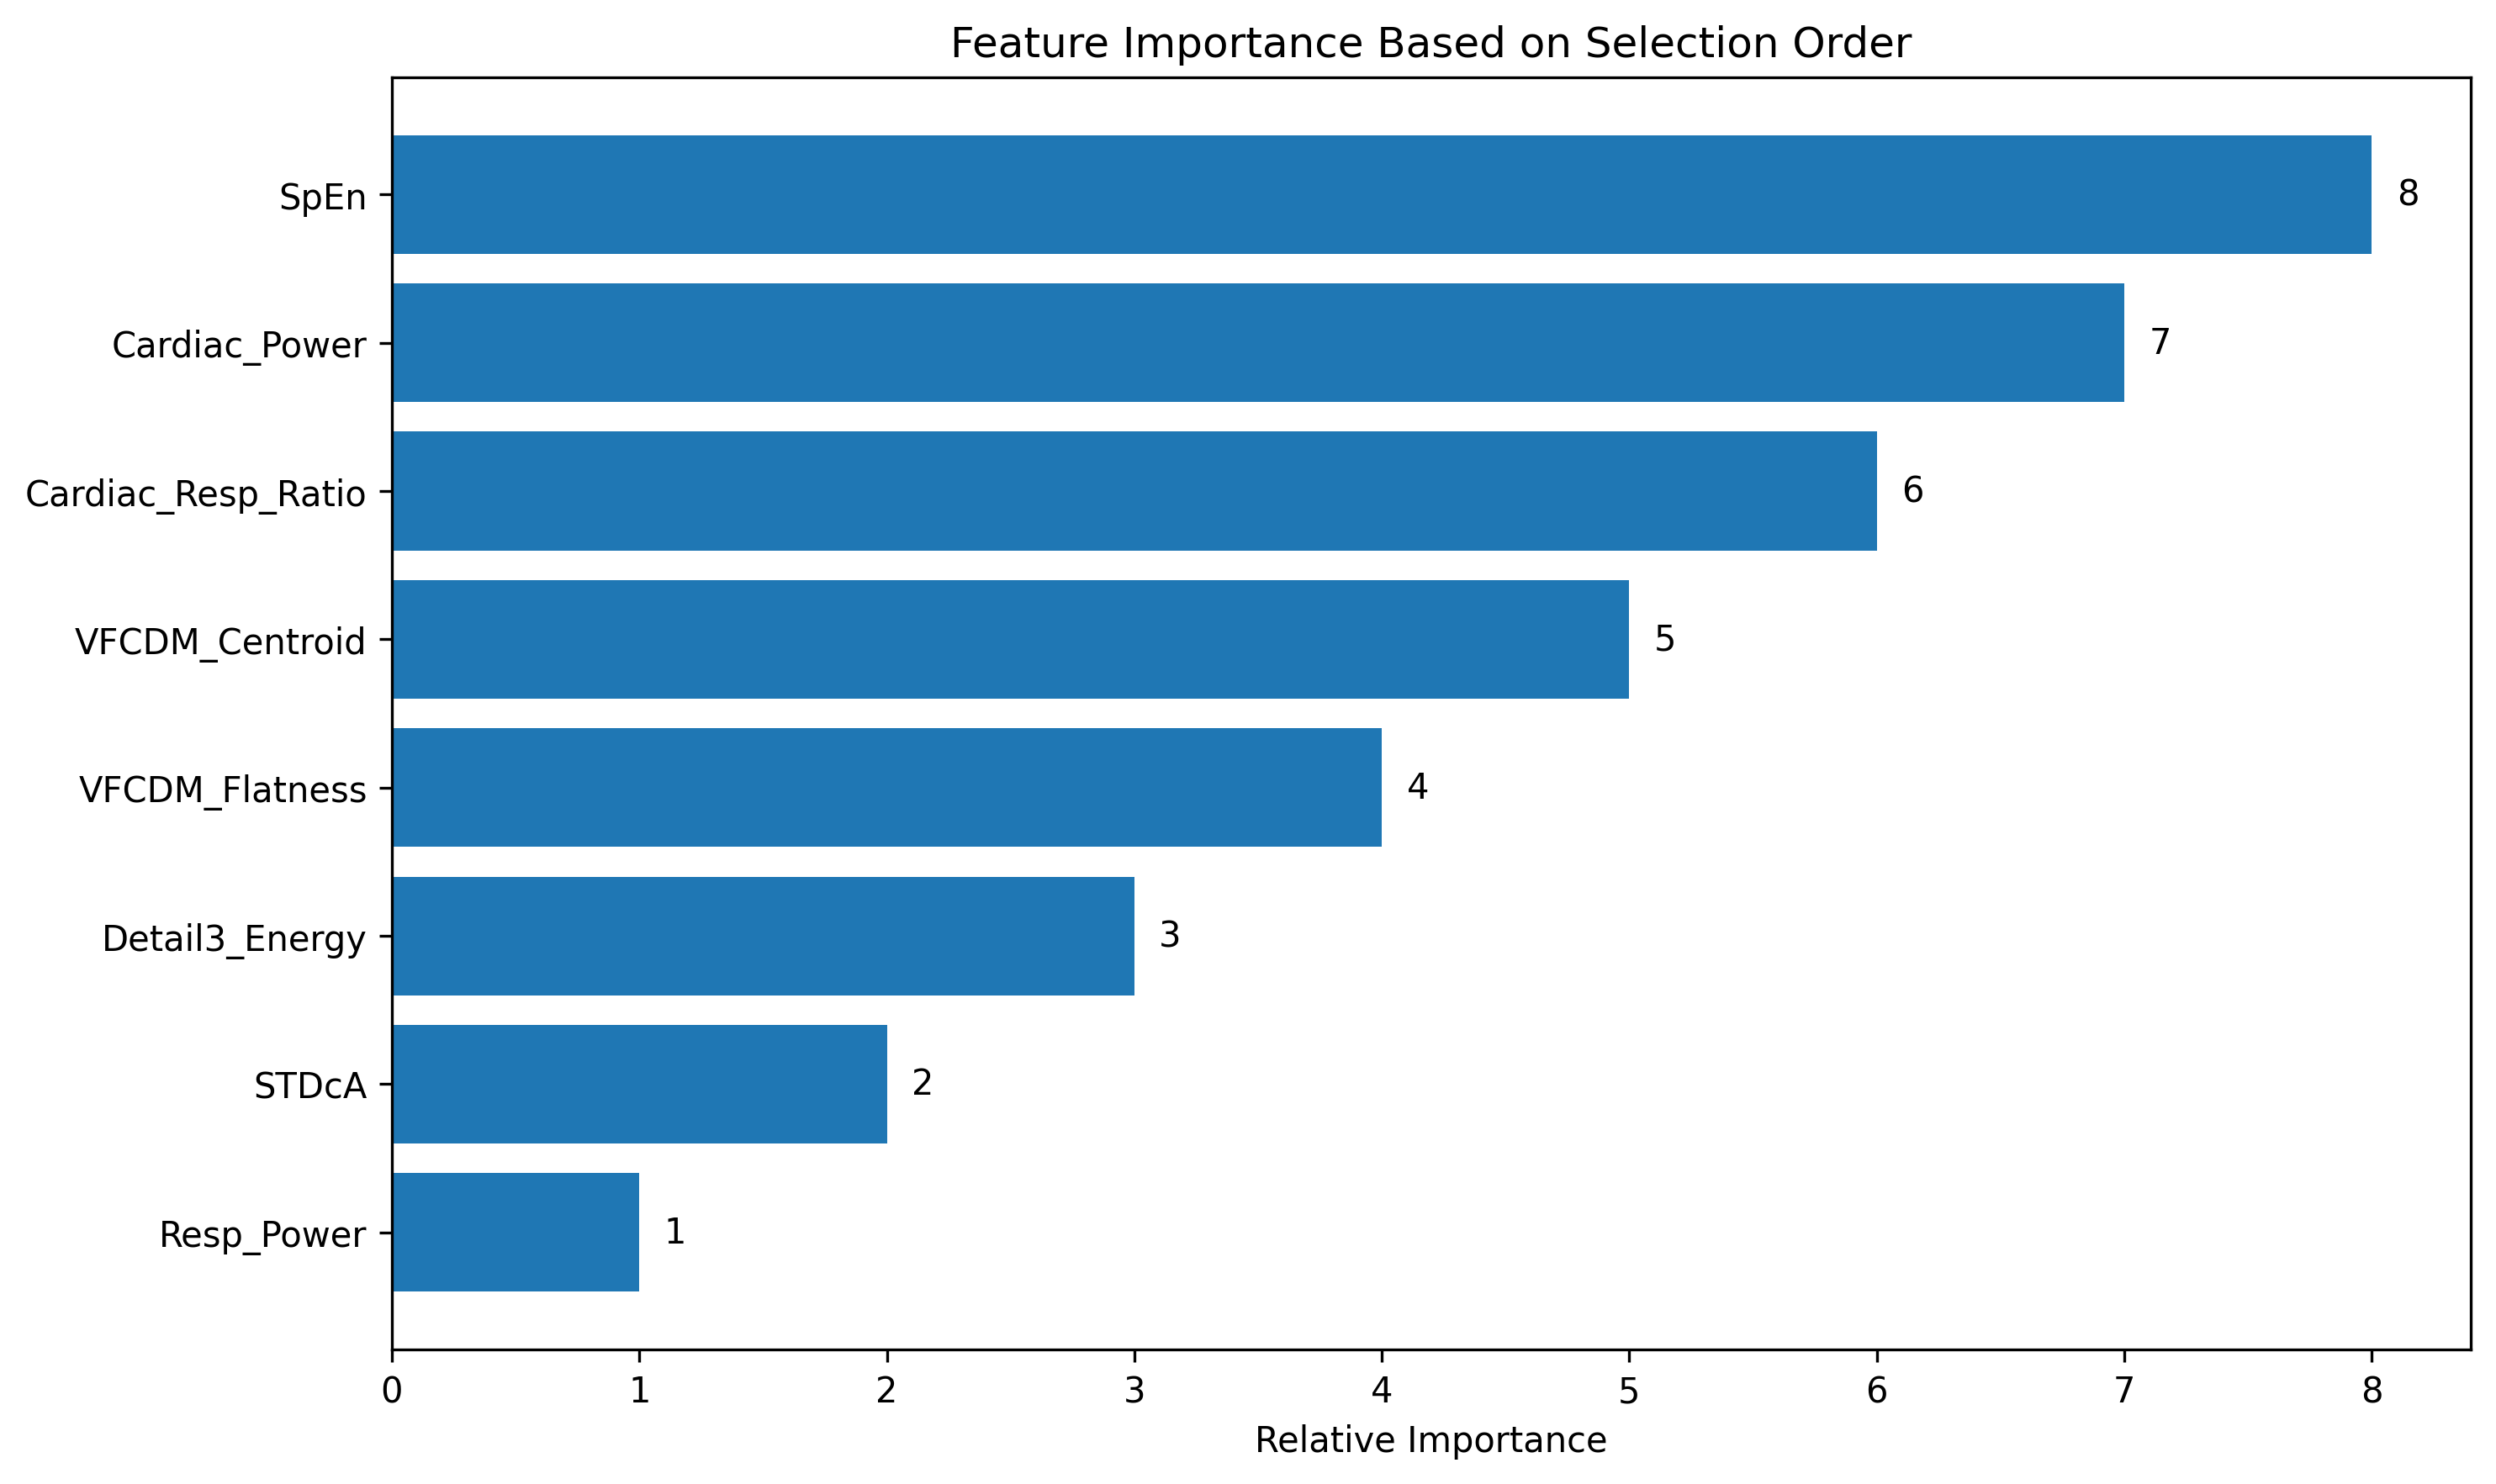 Feature Importance Based on Selection Order
SpEn
8
Cardiac_Power
7
Cardiac_Resp_Ratio
6
VFCDM_Centroid
5
VFCDM_Flatness
4
Detail3_Energy
3
STDcA
2
Resp_Power
1
0 1 2 3 4 5 6 7 8
Relative Importance